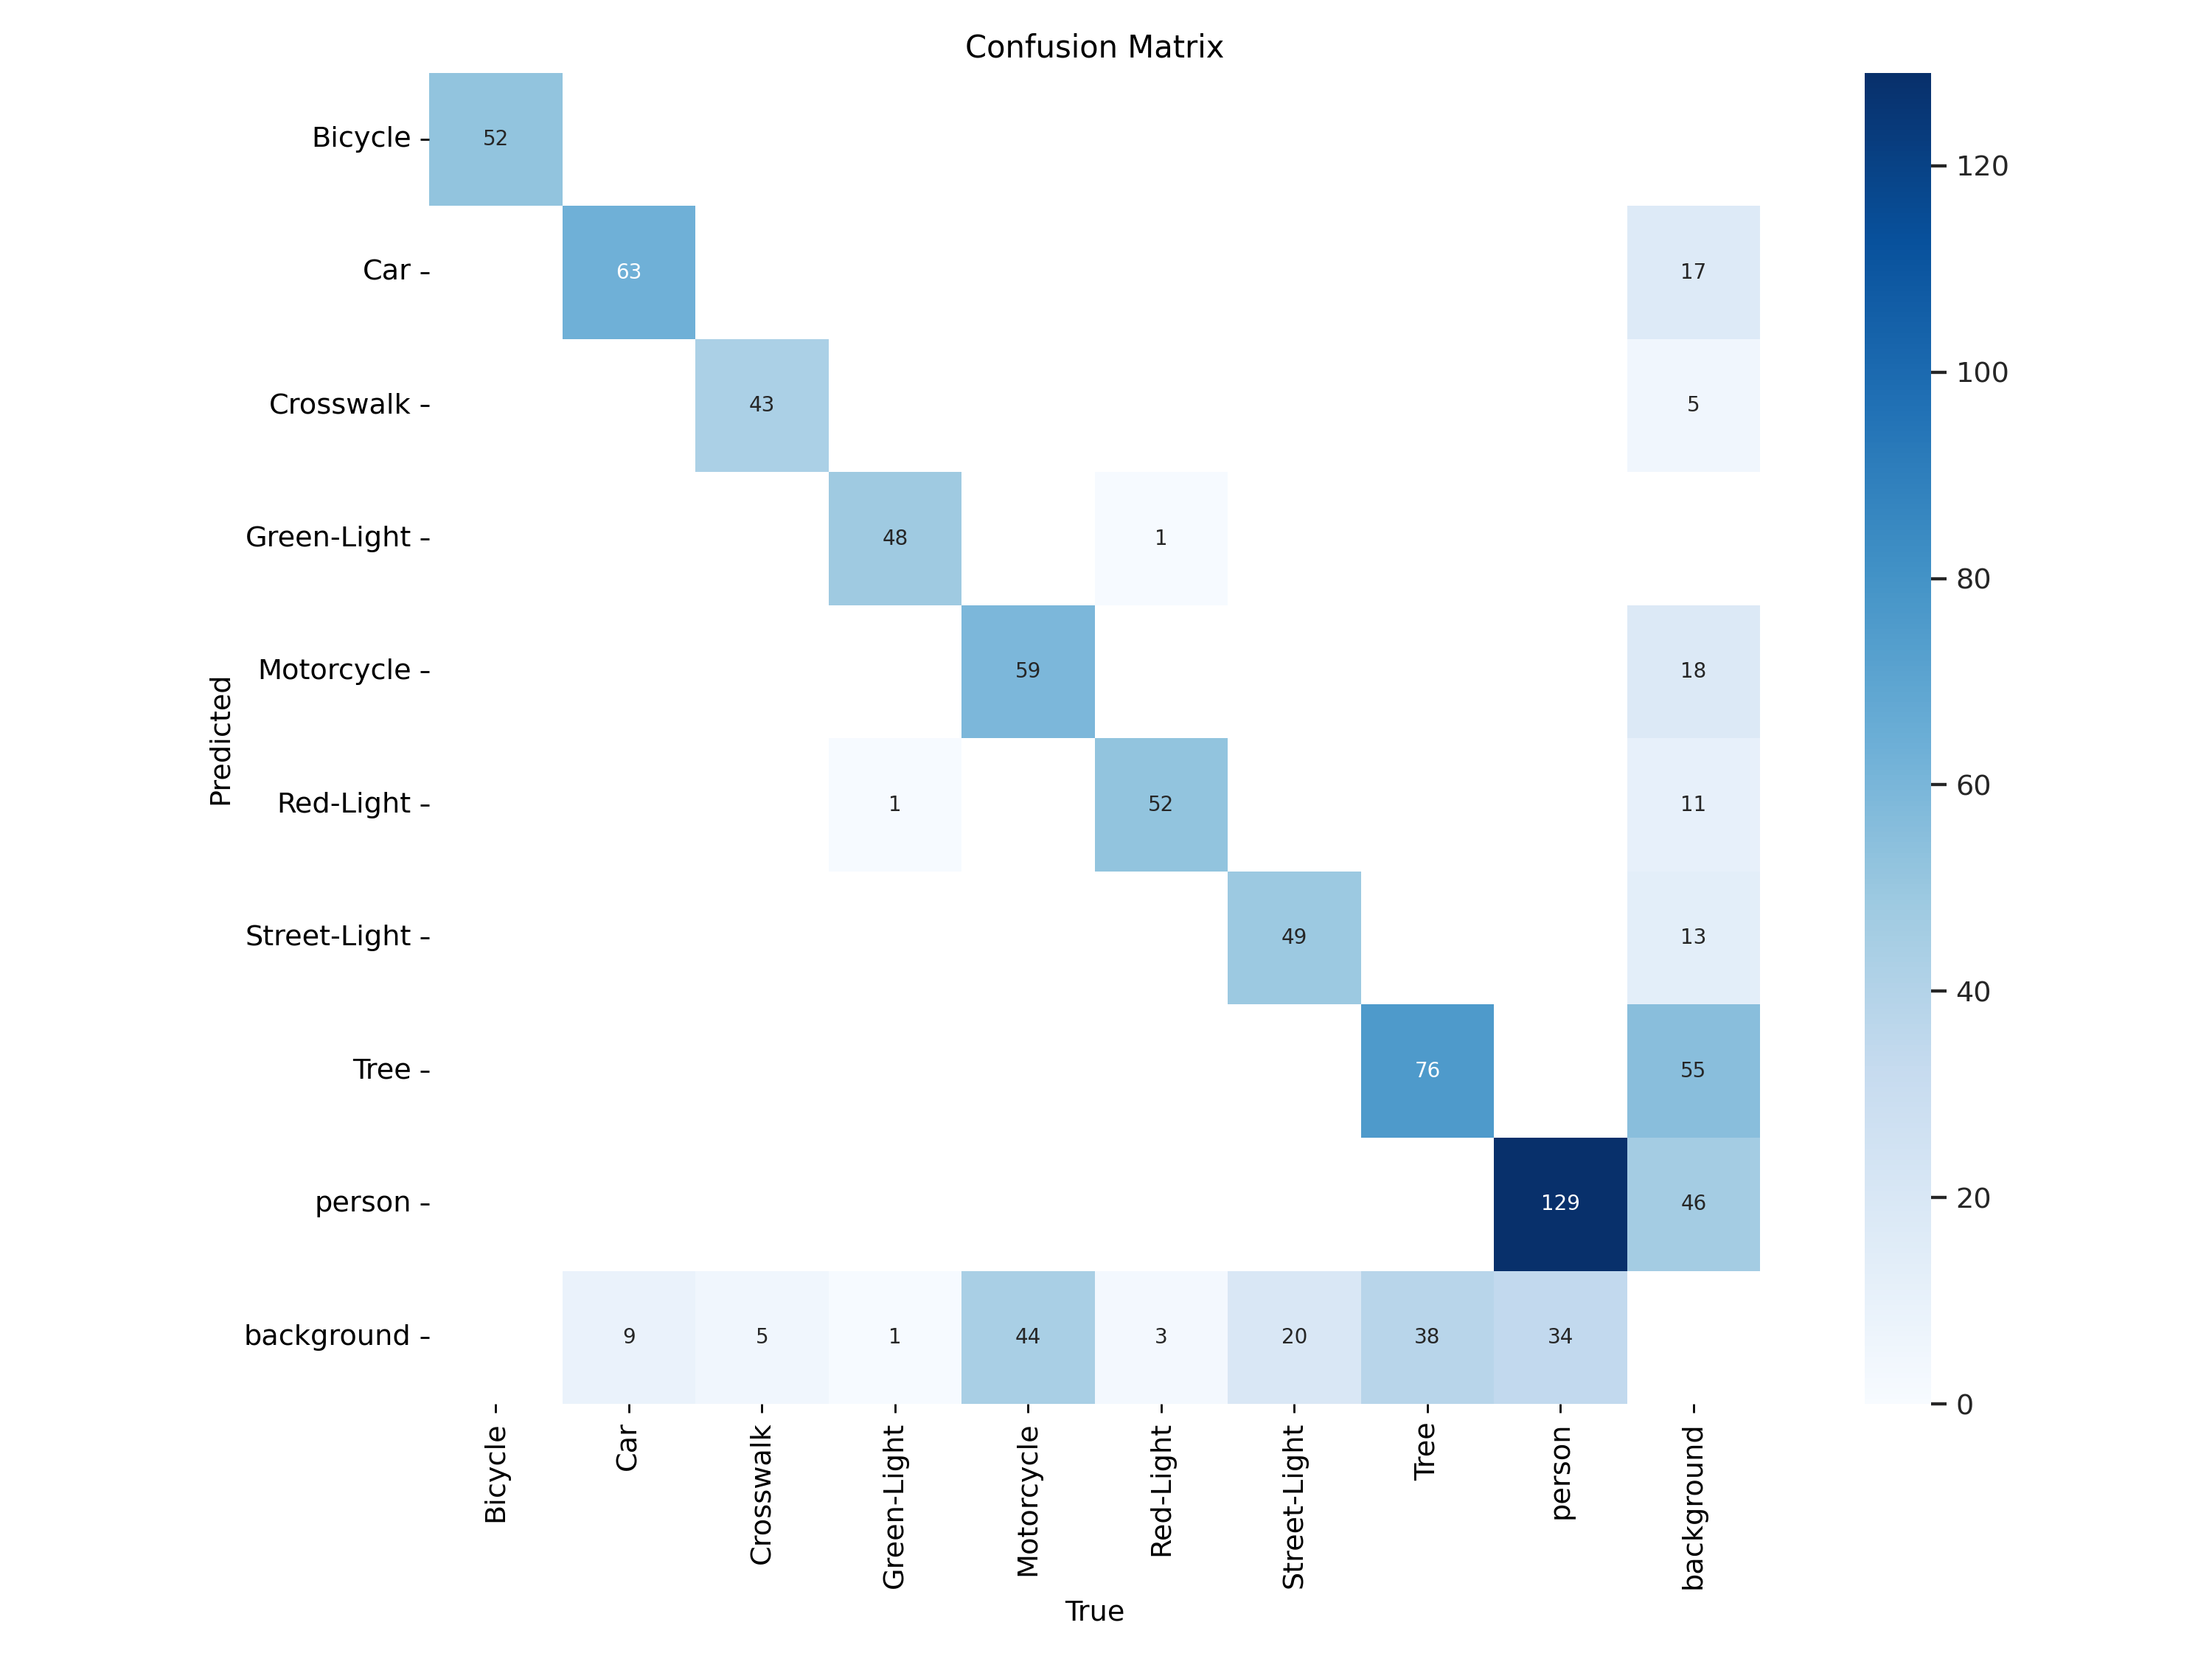 Confusion Matrix
Bicycle
52
Car
63
17
Crosswalk
43
5
Green-Light
48
1
Motorcycle
59
18
Predicted
Red-Light
1
52
11
Street-Light
49
13
Tree
76
55
person
129
46
background
9
5
1
44
3
20
38
34
Bicycle
Car
Crosswalk
Green-Light
Motorcycle
Red-Light
Street-Light
Tree
person
background
True
120
100
80
60
40
20
0